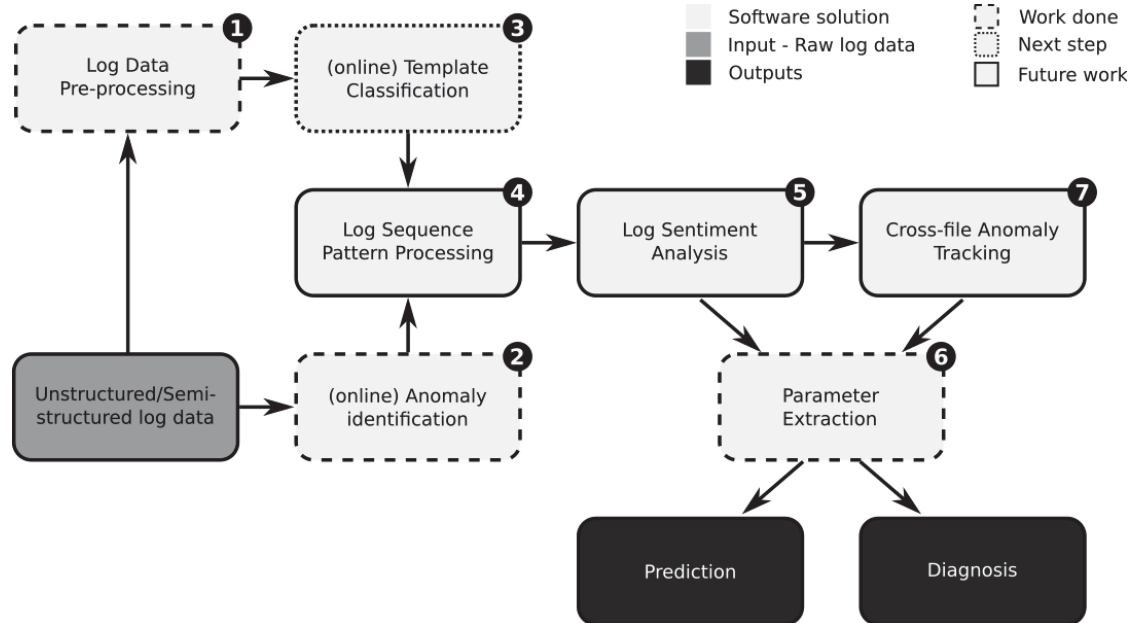 1
Log Data
Pre-processing
3
(online) Template
Classification
Software solution
Input - Raw log data
Outputs
Work done
Next step
Future work
4
Log Sequence
Pattern Processing
5
Log Sentiment
Analysis
7
Cross-file Anomaly
Tracking
Unstructured/Semi-
structured log data
2
(online) Anomaly
identification
6
Parameter
Extraction
Prediction
Diagnosis